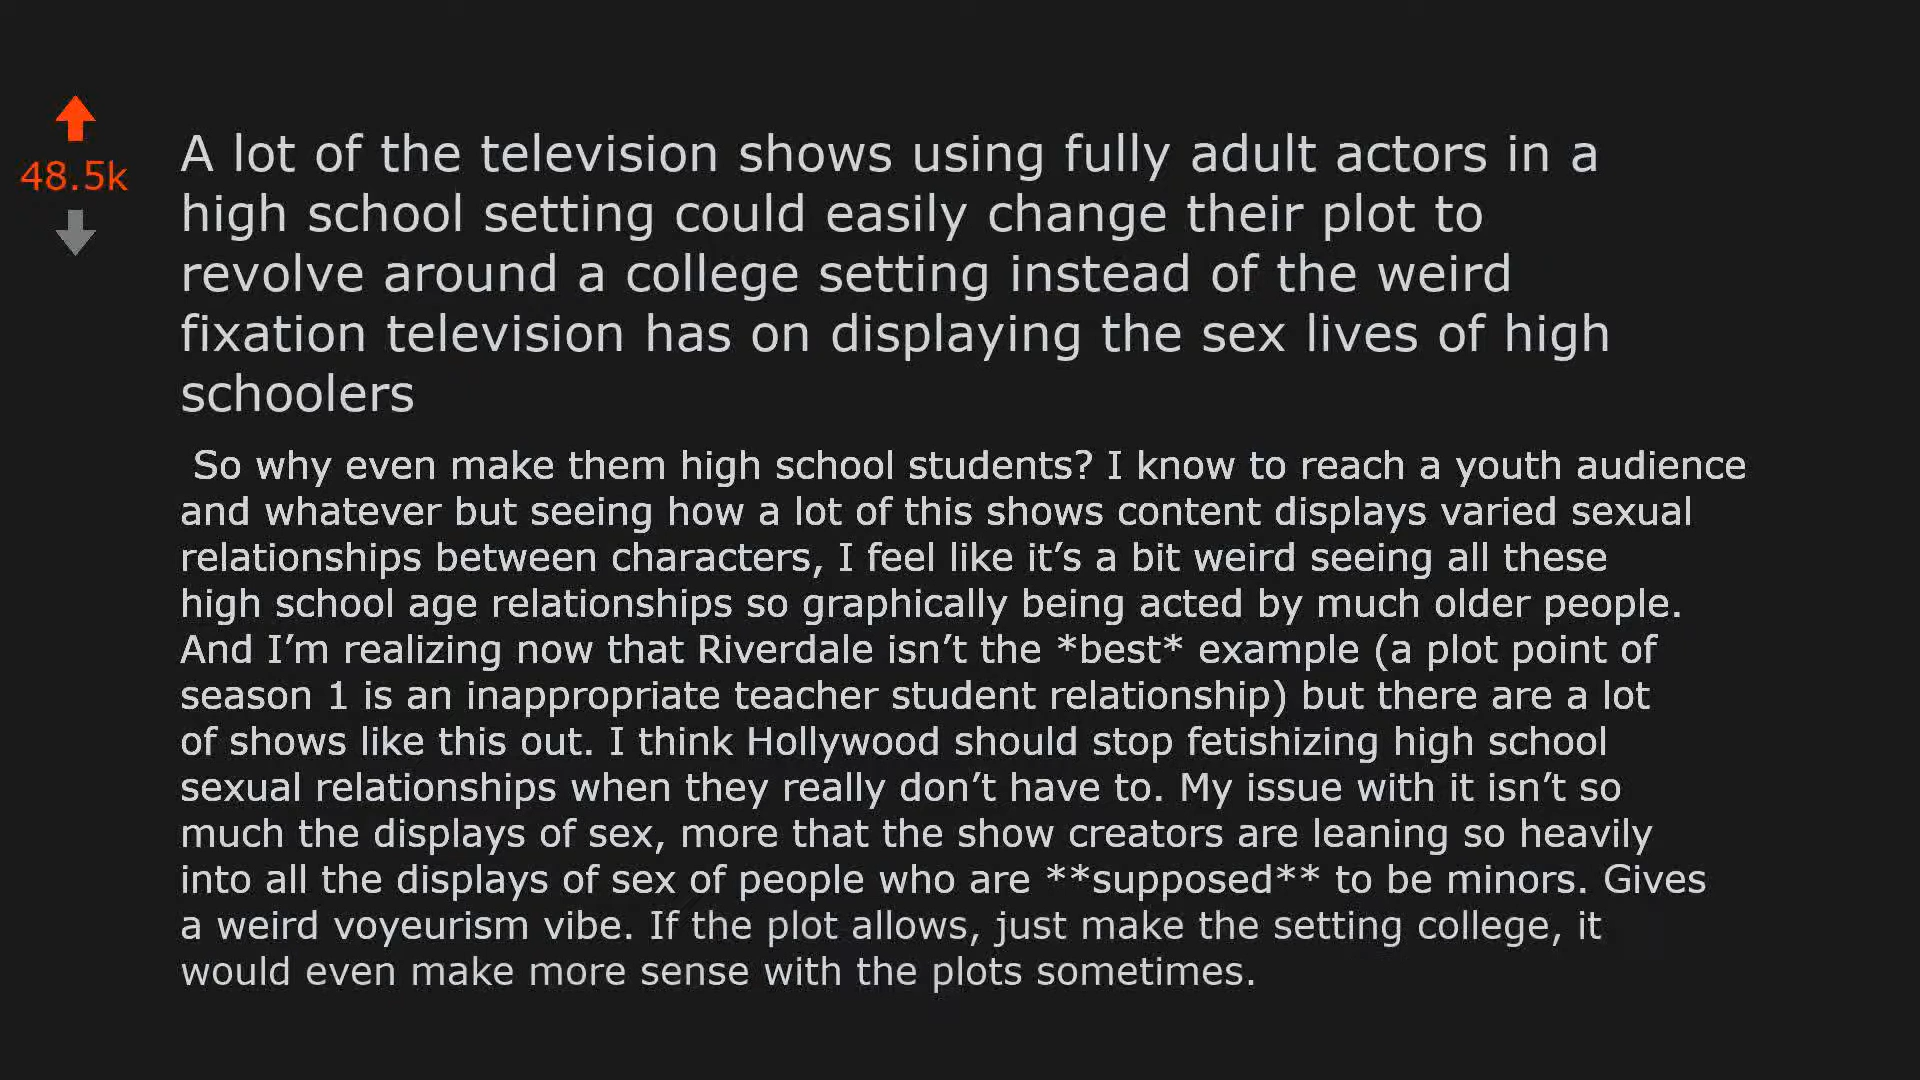 48.5k
A lot of the television shows using fully adult actors in a
high school setting could easily change their plot to
revolve around a college setting instead of the weird
fixation television has on displaying the sex lives of high
schoolers
So why even make them high school students? I know to reach a youth audience
and whatever but seeing how a lot of this shows content displays varied sexual
relationships between characters, I feel like it’s a bit weird seeing all these
high school age relationships so graphically being acted by much older people.
And I’m realizing now that Riverdale isn’t the *best* example (a plot point of
season 1 is an inappropriate teacher student relationship) but there are a lot
of shows like this out. I think Hollywood should stop fetishizing high school
sexual relationships when they really don’t have to. My issue with it isn’t so
much the displays of sex, more that the show creators are leaning so heavily
into all the displays of sex of people who are **supposed** to be minors. Gives
a weird voyeurism vibe. If the plot allows, just make the setting college, it
would even make more sense with the plots sometimes.